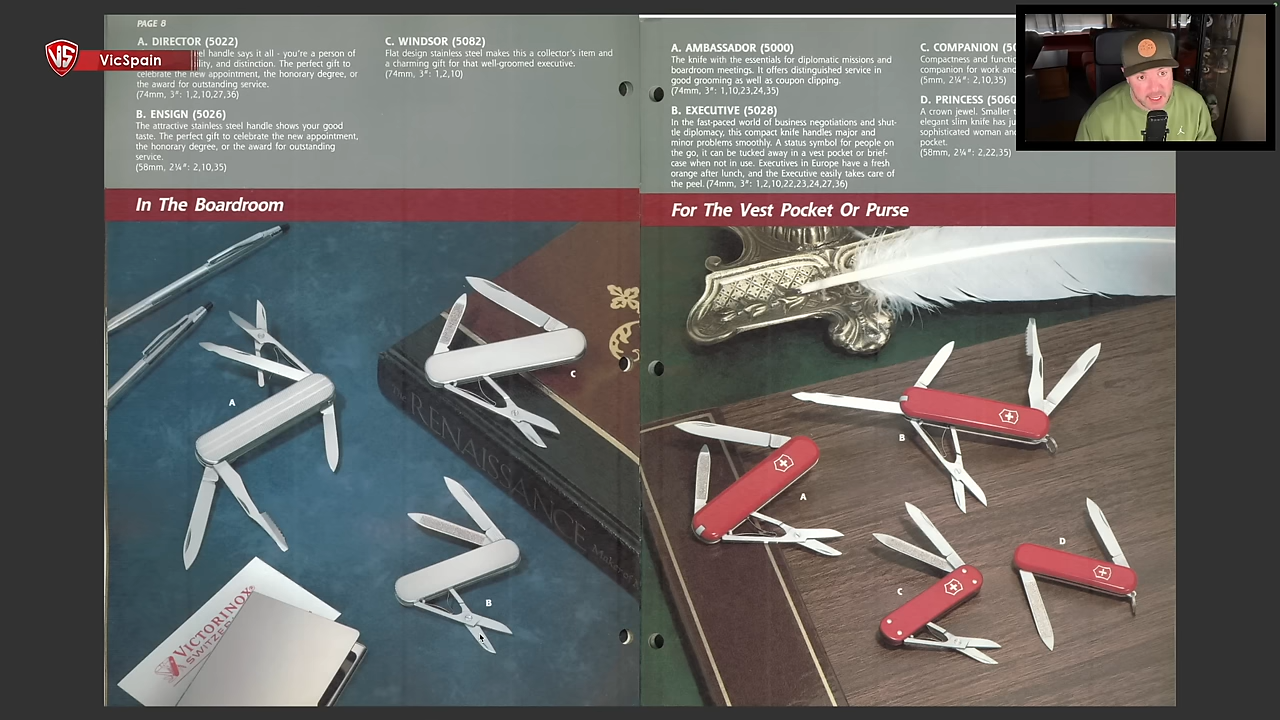 VS
VicSpain
PAGE 8
A. DIRECTOR (5022)
el handle says it all - you're a person of
ility, and distinction. The perfect gift to
celebrate the new appointment, the honorary degree, or
the award for outstanding service.
(74mm, 3": 1,2,10,27,36)
B. ENSIGN (5026)
The attractive stainless steel handle shows your good
taste. The perfect gift to celebrate the new appointment,
the honorary degree, or the award for outstanding
service.
(58mm, 2¼": 2,10,35)
C. WINDSOR (5082)
Flat design stainless steel makes this a collector's item and
a charming gift for that well-groomed executive.
(74mm, 3": 1,2,10)
In The Boardroom
A
B
C
RENAISSANCE
VICTORINOX
A. AMBASSADOR (5000)
The knife with the essentials for diplomatic missions and
boardroom meetings. It offers distinguished service in
good grooming as well as coupon clipping.
(74mm, 3": 1,10,23,24,35)
B. EXECUTIVE (5028)
In the fast-paced world of business negotiations and shut-
tle diplomacy, this compact knife handles major and
minor problems smoothly. A status symbol for people on
the go, it can be tucked away in a vest pocket or brief-
case when not in use. Executives in Europe have a fresh
orange after lunch, and the Executive easily takes care of
the peel. (74mm, 3": 1,2,10,22,23,24,27,36)
C. COMPANION (50
Compactness and functi
companion for work and
(5mm, 2": 2,10,35)
D. PRINCESS (5060
A crown jewel. Smaller t
elegant slim knife has ju
sophisticated woman and
pocket.
(58mm, 2¼": 2,22,35)
For The Vest Pocket Or Purse
A
B
C
D